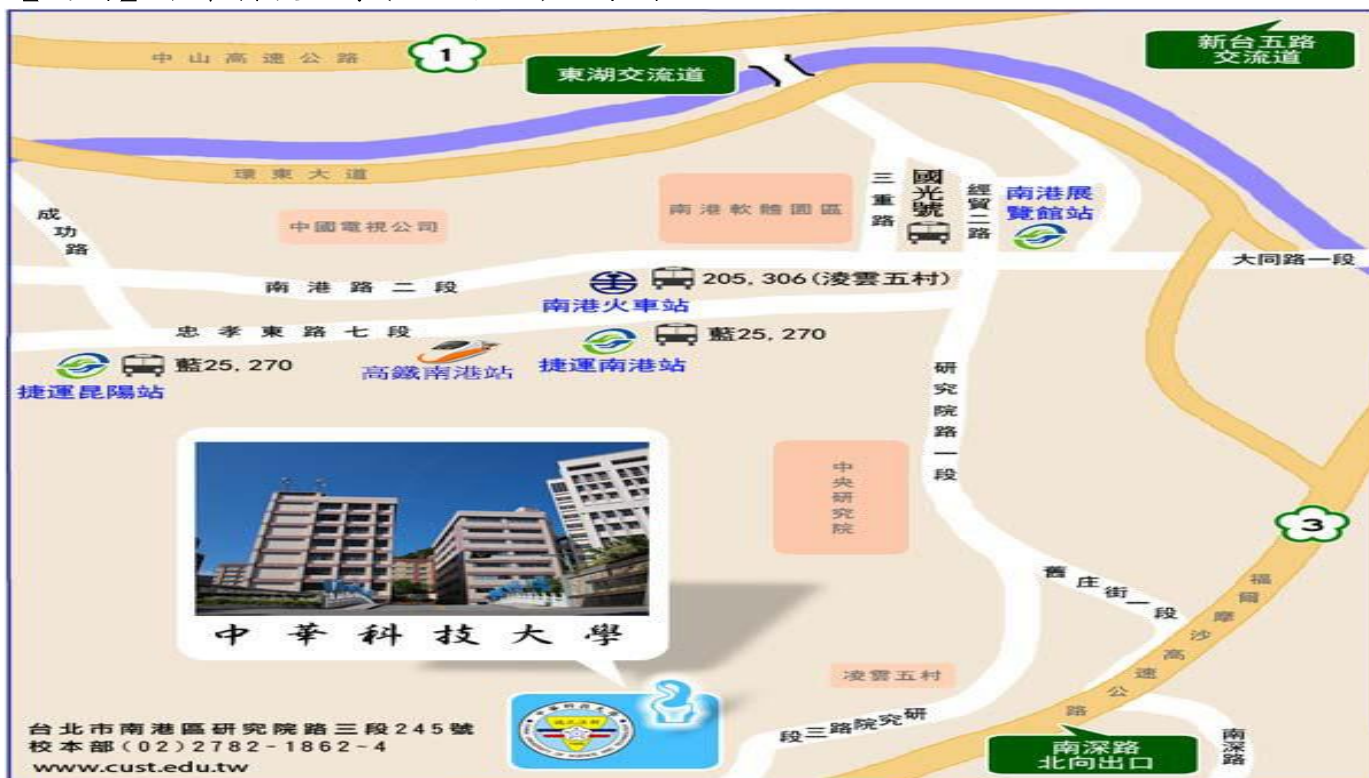 中山高速公路
1
東湖交流道
新台五路
交流道
環東大道
成功路
中國電視公司
南港軟體園區
三重路
國光號
經貿二路
南港展
覽館站
大同路一段
南港路二段
205, 306(淩雲五村)
南港火車站
忠孝東路七段
藍25, 270
捷運昆陽站
高鐵南港站
藍25, 270
捷運南港站
研究院路一段
中央研究院
3
舊庄街一段
福爾摩沙高速公路
中華科技大學
凌雲五村
研究院路三段
南深路
北向出口
南深路
台北市南港區研究院路三段245號
校本部(02)2782-1862-4
www.cust.edu.tw